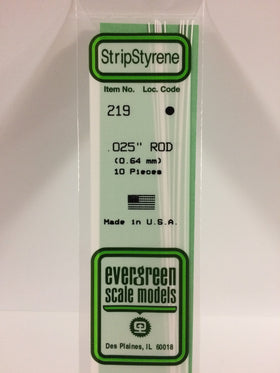 StripStyrene
Item No. Loc. Code
219
.025" ROD
(0.64 mm)
10 Pieces
Made in U.S.A.
evergreen
scale models
Des Plaines, IL 60018